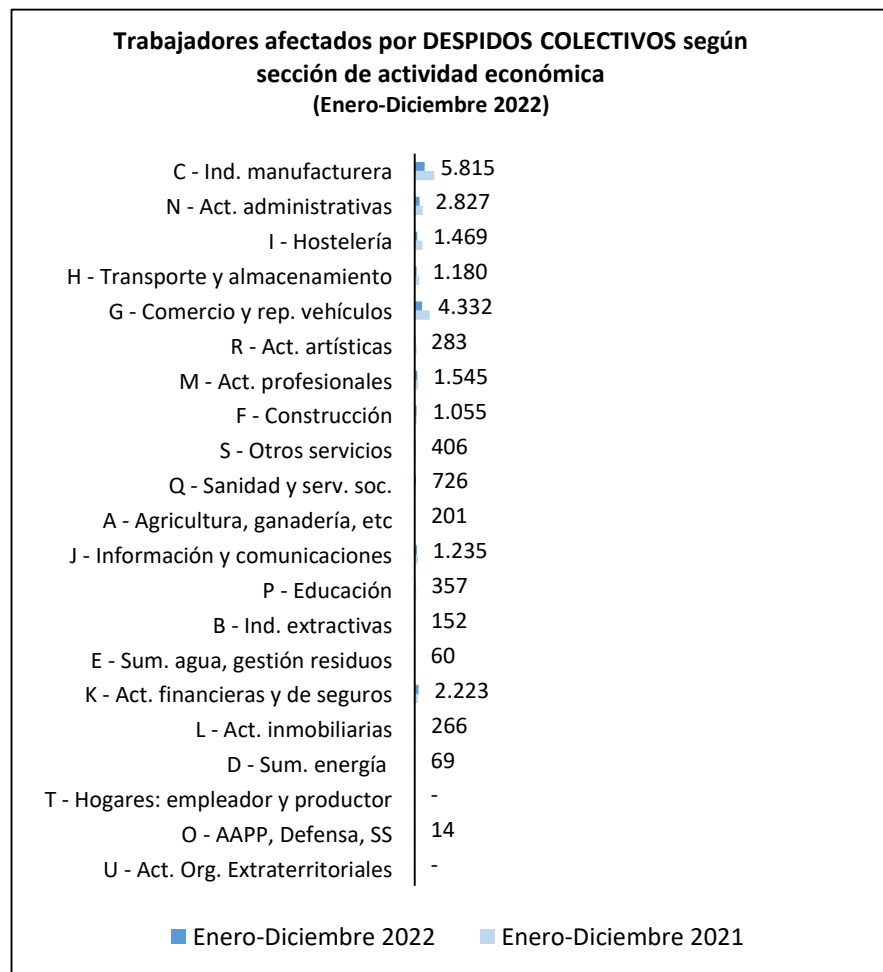 Trabajadores afectados por DESPIDOS COLECTIVOS según
sección de actividad económica
(Enero-Diciembre 2022)
C - Ind. manufacturera 5.815
N - Act. administrativas 2.827
I - Hostelería 1.469
H - Transporte y almacenamiento 1.180
G - Comercio y rep. vehículos 4.332
R - Act. artísticas 283
M - Act. profesionales 1.545
F - Construcción 1.055
S - Otros servicios 406
Q - Sanidad y serv. soc. 726
A - Agricultura, ganadería, etc 201
J - Información y comunicaciones 1.235
P - Educación 357
B - Ind. extractivas 152
E - Sum. agua, gestión residuos 60
K - Act. financieras y de seguros 2.223
L - Act. inmobiliarias 266
D - Sum. energía 69
T - Hogares: empleador y productor -
O - AAPP, Defensa, SS 14
U - Act. Org. Extraterritoriales -
Enero-Diciembre 2022 Enero-Diciembre 2021